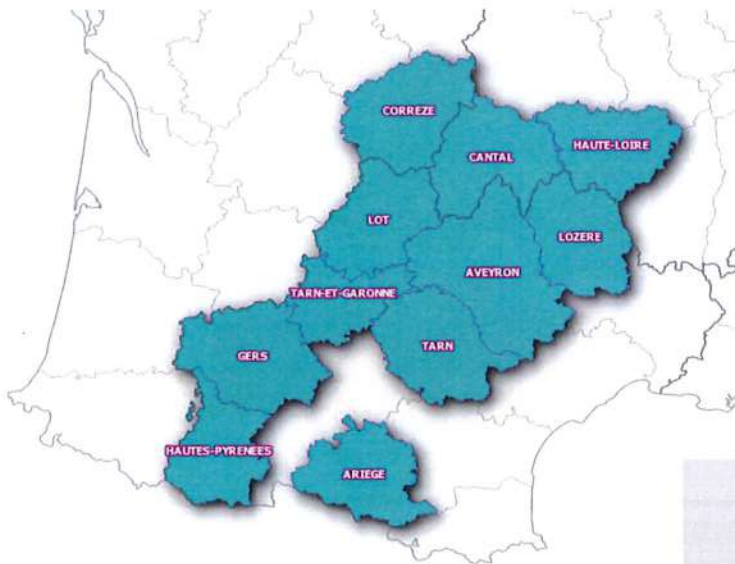 CORREZE
CANTAL
HAUTE-LOIRE
LOT
LOZERE
AVEYRON
TARN-ET-GARONNE
TARN
GERS
HAUTES-PYRENEES
ARIEGE